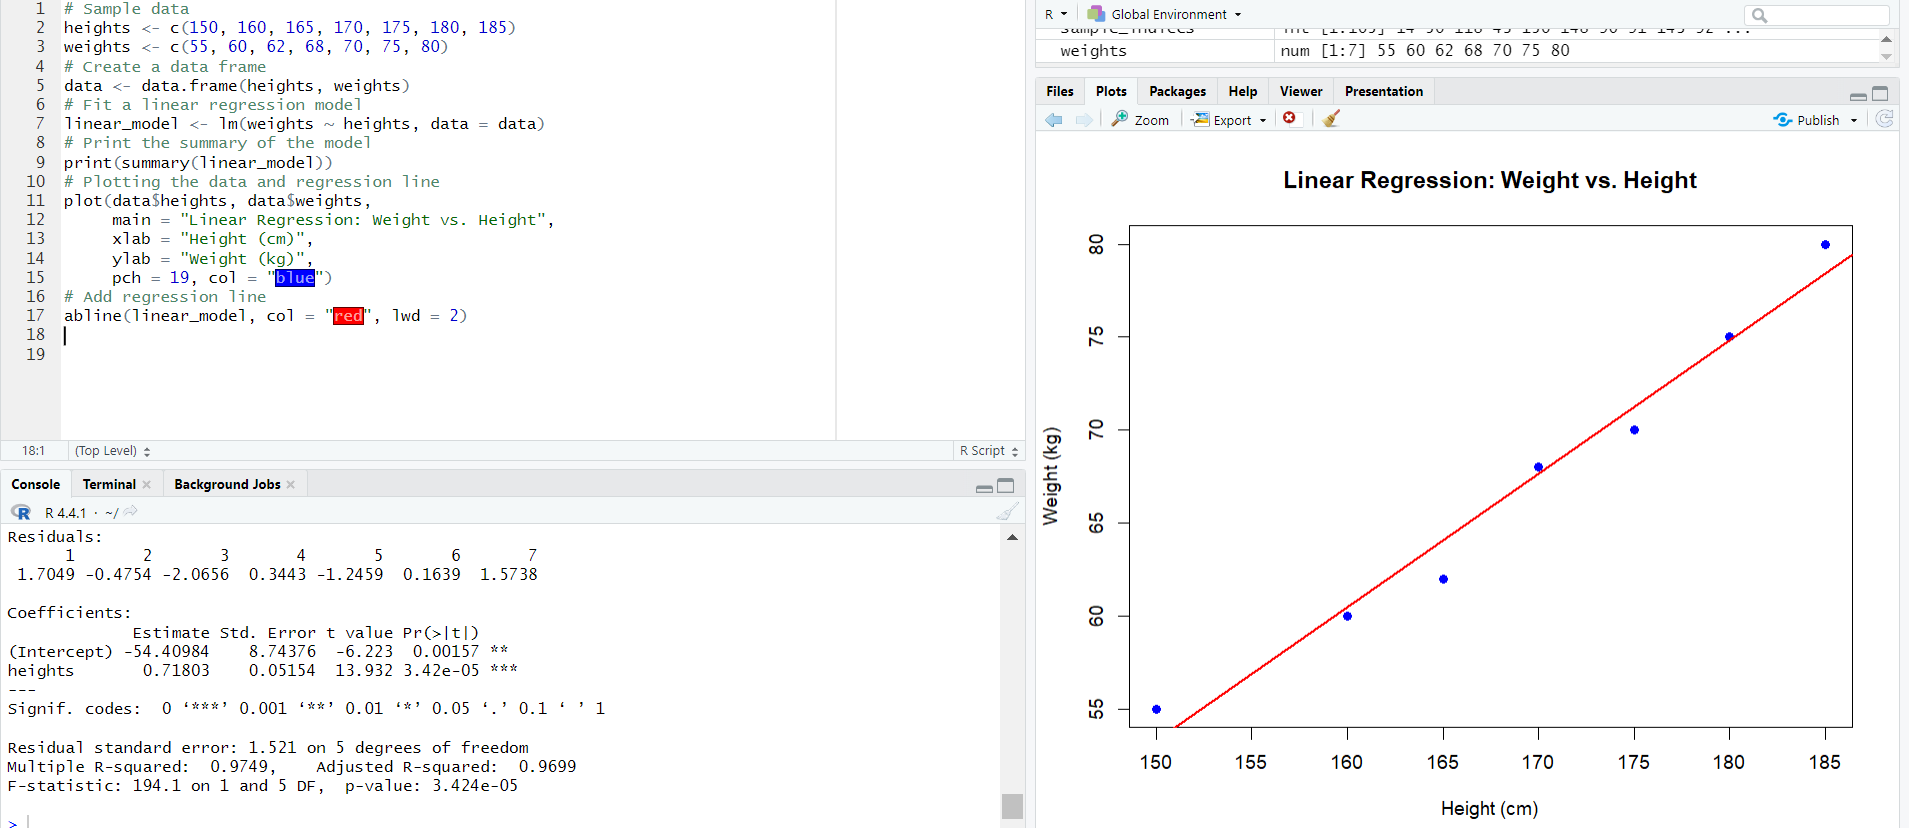 1 # Sample data
2 heights <- c(150, 160, 165, 170, 175, 180, 185)
3 weights <- c(55, 60, 62, 68, 70, 75, 80)
4 # Create a data frame
5 data <- data.frame(heights, weights)
6 # Fit a linear regression model
7 linear_model <- lm(weights ~ heights, data = data)
8 # Print the summary of the model
9 print(summary(linear_model))
10 # Plotting the data and regression line
11 plot(data$heights, data$weights,
12 main = "Linear Regression: Weight vs. Height",
13 xlab = "Height (cm)",
14 ylab = "Weight (kg)",
15 pch = 19, col = "blue")
16 # Add regression line
17 abline(linear_model, col = "red", lwd = 2)
18
19
18:1 (Top Level) R Script
Console Terminal Background Jobs
R 4.4.1 · ~/
Residuals:
1 2 3 4 5 6 7
1.7049 -0.4754 -2.0656 0.3443 -1.2459 0.1639 1.5738
Coefficients:
Estimate Std. Error t value Pr(>|t|)
(Intercept) -54.40984 8.74376 -6.223 0.00157 **
heights 0.71803 0.05154 13.932 3.42e-05 ***
---
Signif. codes: 0 ‘***’ 0.001 ‘**’ 0.01 ‘*’ 0.05 ‘.’ 0.1 ‘ ’ 1
Residual standard error: 1.521 on 5 degrees of freedom
Multiple R-squared: 0.9749, Adjusted R-squared: 0.9699
F-statistic: 194.1 on 1 and 5 DF, p-value: 3.424e-05
>
R Global Environment
weights num [1:7] 55 60 62 68 70 75 80
Files Plots Packages Help Viewer Presentation
Zoom Export Publish
Linear Regression: Weight vs. Height
80
75
70
65
60
55
Weight (kg)
150 155 160 165 170 175 180 185
Height (cm)